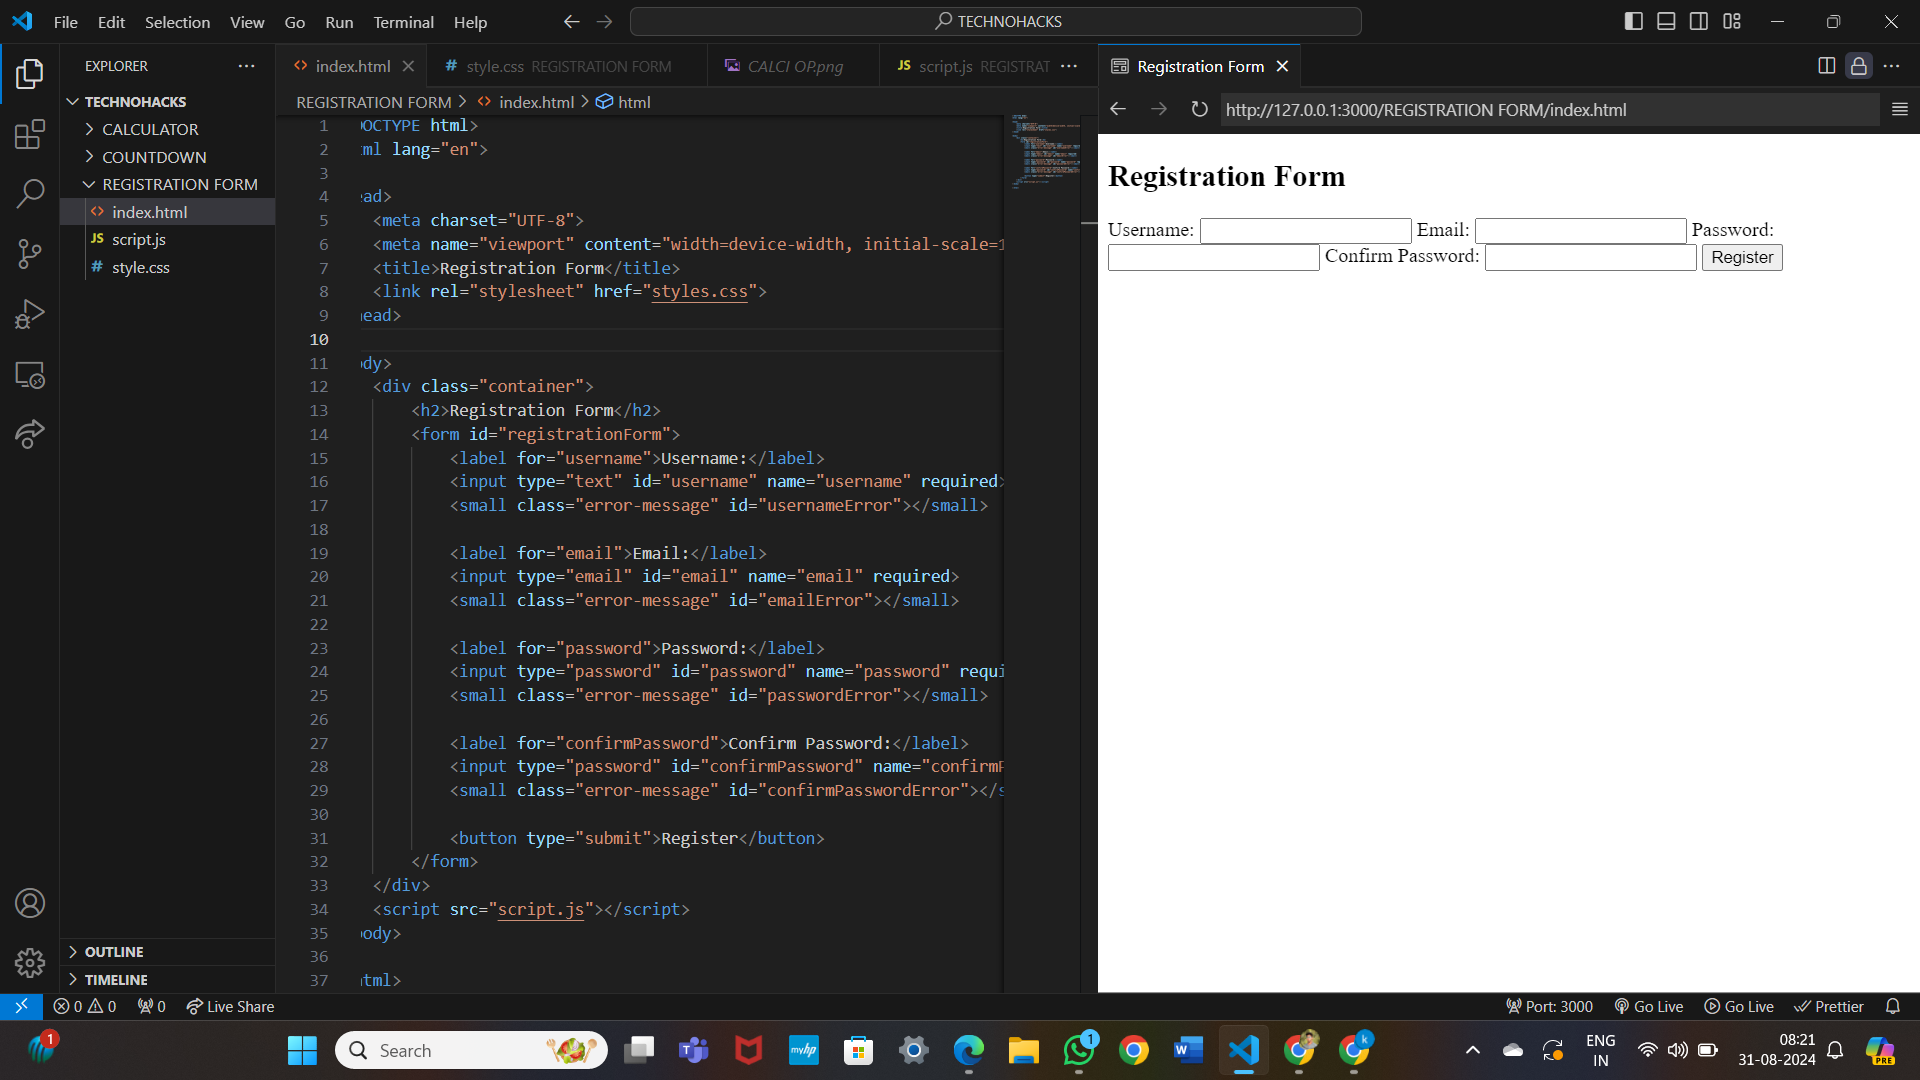 File Edit Selection View Go Run Terminal Help
TECHNOHACKS
EXPLORER
TECHNOHACKS
CALCULATOR
COUNTDOWN
REGISTRATION FORM
index.html
JS script.js
# style.css
OUTLINE
TIMELINE
index.html
# style.css REGISTRATION FORM
CALCI OP.png
JS script.js REGISTRAT
REGISTRATION FORM > index.html > html
1 OCTYPE html>
2 ml lang="en">
3
4 ead>
5 <meta charset="UTF-8">
6 <meta name="viewport" content="width=device-width, initial-scale=1
7 <title>Registration Form</title>
8 <link rel="stylesheet" href="styles.css">
9 ead>
10
11 dy>
12 <div class="container">
13 <h2>Registration Form</h2>
14 <form id="registrationForm">
15 <label for="username">Username:</label>
16 <input type="text" id="username" name="username" required>
17 <small class="error-message" id="usernameError"></small>
18
19 <label for="email">Email:</label>
20 <input type="email" id="email" name="email" required>
21 <small class="error-message" id="emailError"></small>
22
23 <label for="password">Password:</label>
24 <input type="password" id="password" name="password" requi
25 <small class="error-message" id="passwordError"></small>
26
27 <label for="confirmPassword">Confirm Password:</label>
28 <input type="password" id="confirmPassword" name="confirmP
29 <small class="error-message" id="confirmPasswordError"></s
30
31 <button type="submit">Register</button>
32 </form>
33 </div>
34 <script src="script.js"></script>
35 ody>
36
37 tml>
Registration Form
http://127.0.0.1:3000/REGISTRATION FORM/index.html
Registration Form
Username: Email: Password:
Confirm Password: Register
0 0 0 Live Share
Port: 3000 Go Live Go Live Prettier
1
Search
myhp
1
W
k
ENG
IN
08:21
31-08-2024
PRE